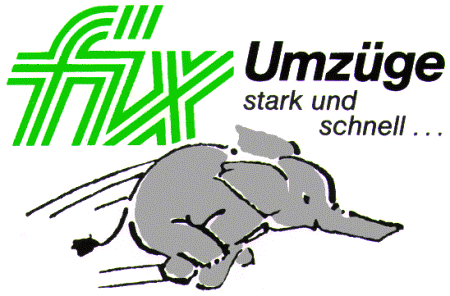 fix Umzüge
stark und
schnell . . .